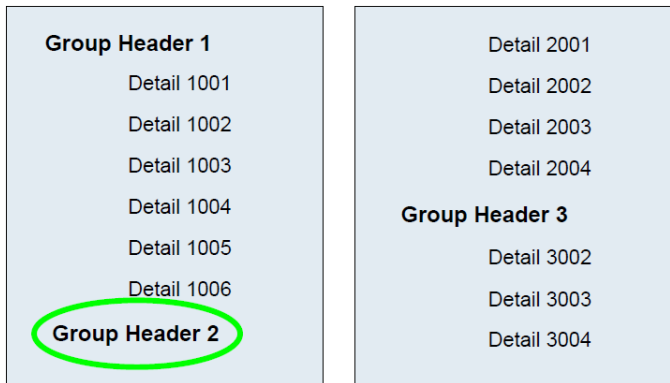 Group Header 1
Detail 1001
Detail 1002
Detail 1003
Detail 1004
Detail 1005
Detail 1006
Group Header 2
Detail 2001
Detail 2002
Detail 2003
Detail 2004
Group Header 3
Detail 3002
Detail 3003
Detail 3004